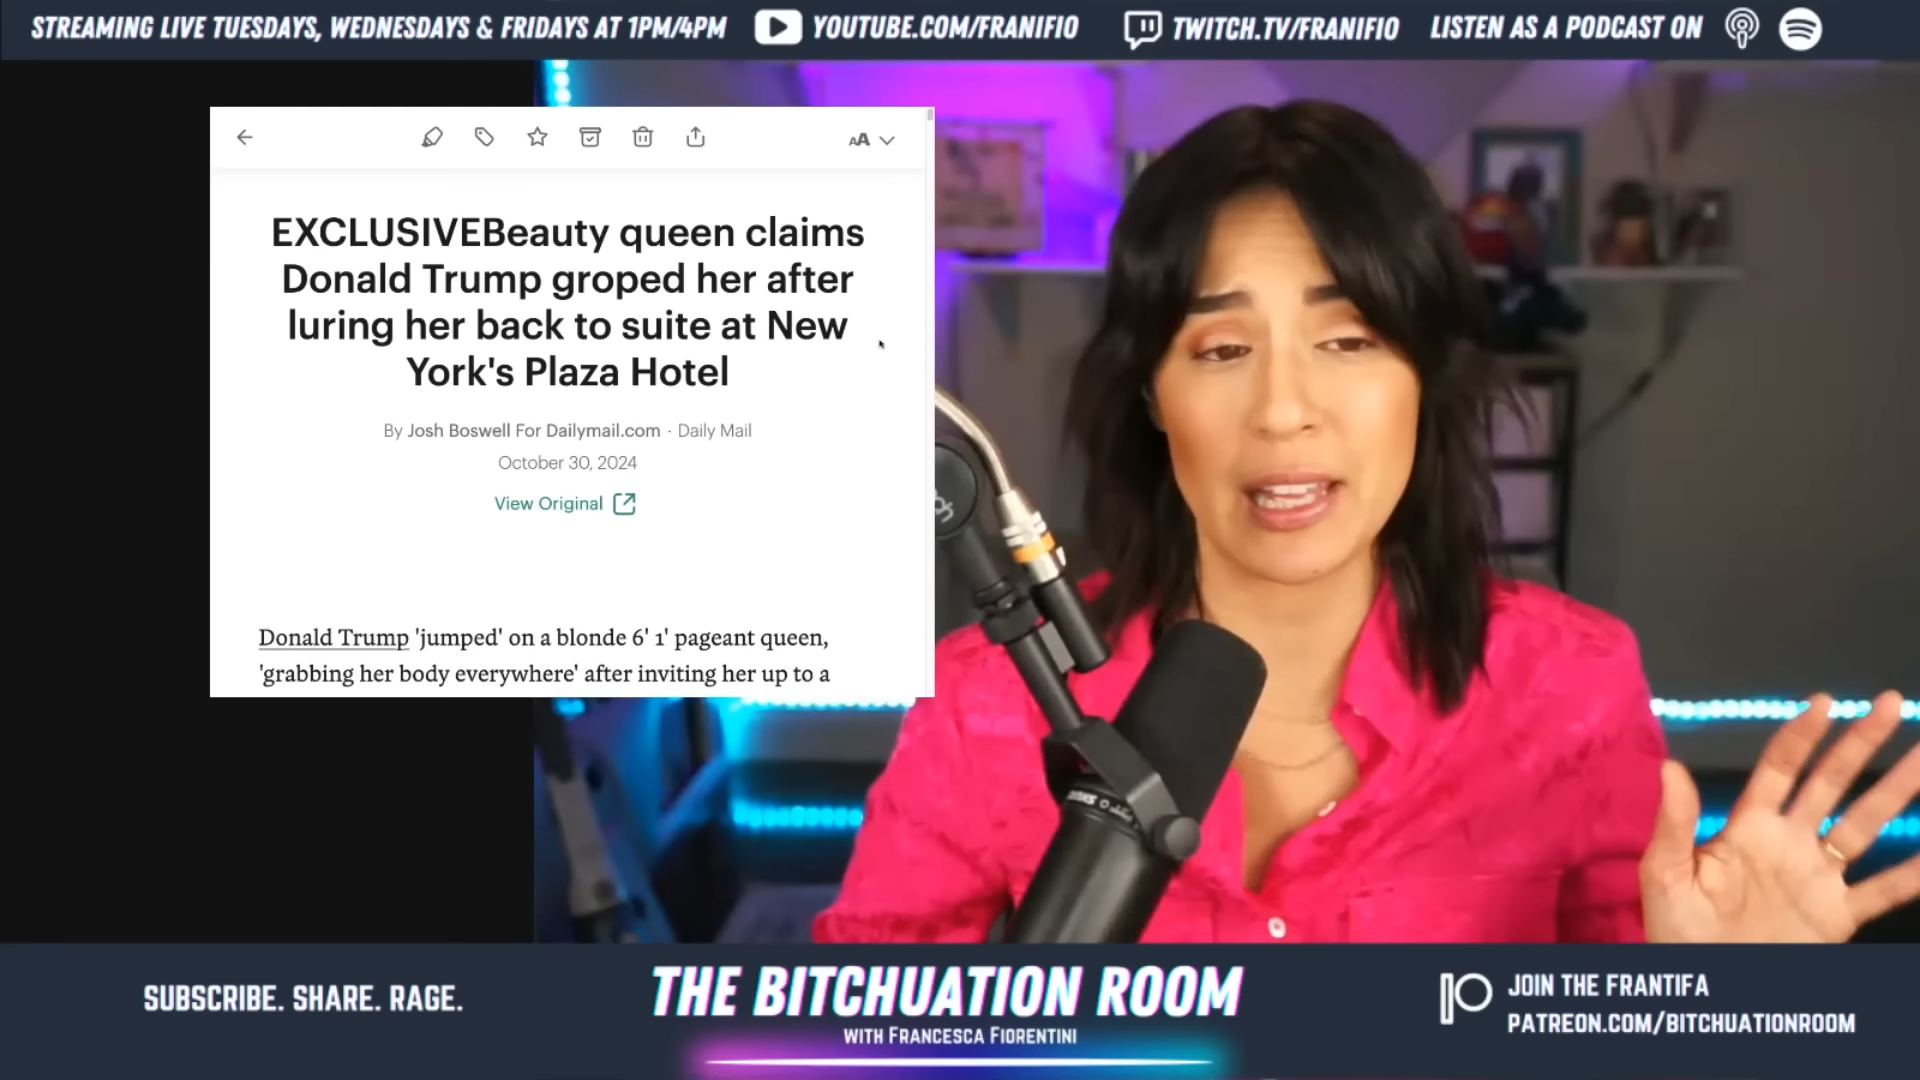 STREAMING LIVE TUESDAYS, WEDNESDAYS & FRIDAYS AT 1PM/4PM YOUTUBE.COM/FRANIFIO TWITCH.TV/FRANIFIO LISTEN AS A PODCAST ON
AA
EXCLUSIVEBeauty queen claims
Donald Trump groped her after
luring her back to suite at New
York's Plaza Hotel
By Josh Boswell For Dailymail.com · Daily Mail
October 30, 2024
View Original
Donald Trump 'jumped' on a blonde 6' 1' pageant queen,
'grabbing her body everywhere' after inviting her up to a
SUBSCRIBE. SHARE. RAGE.
THE BITCHUATION ROOM
WITH FRANCESCA FIORENTINI
JOIN THE FRANTIFA
PATREON.COM/BITCHUATIONROOM